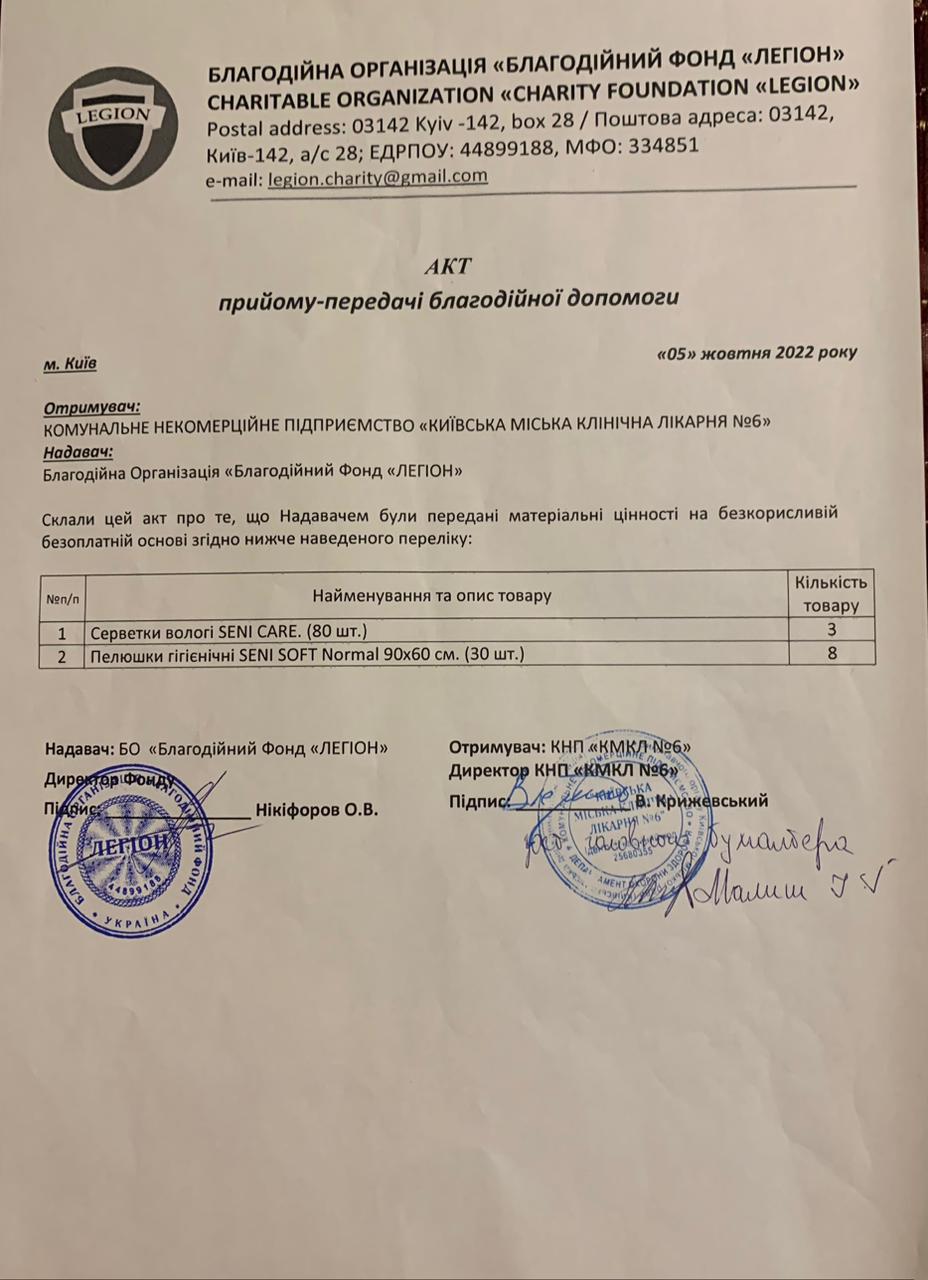 LEGION
БЛАГОДІЙНА ОРГАНІЗАЦІЯ «БЛАГОДІЙНИЙ ФОНД «ЛЕГІОН»
CHARITABLE ORGANIZATION «CHARITY FOUNDATION «LEGION»
Postal address: 03142 Kyiv -142, box 28 / Поштова адреса: 03142,
Київ-142, а/с 28; ЕДРПОУ: 44899188, МФО: 334851
e-mail: legion.charity@gmail.com
АКТ
прийому-передачі благодійної допомоги
м. Київ
«05» жовтня 2022 року
Отримувач:
КОМУНАЛЬНЕ НЕКОМЕРЦІЙНЕ ПІДПРИЄМСТВО «КИЇВСЬКА МІСЬКА КЛІНІЧНА ЛІКАРНЯ №6»
Надавач:
Благодійна Організація «Благодійний Фонд «ЛЕГІОН»
Склали цей акт про те, що Надавачем були передані матеріальні цінності на безкорисливій
безоплатній основі згідно нижче наведеного переліку:
№п/п Найменування та опис товару Кількість товару
1 Серветки вологі SENI CARE. (80 шт.) 3
2 Пелюшки гігієнічні SENI SOFT Normal 90х60 см. (30 шт.) 8
Надавач: БО «Благодійний Фонд «ЛЕГІОН»
Директор Фонду
Підпис Нікіфоров О.В.
БЛАГОДІЙНА ОРГАНІЗАЦІЯ БЛАГОДІЙНИЙ ФОНД
ЛЕГІОН
44899188
УКРАЇНА
Отримувач: КНП «КМКЛ №6»
Директор КНП «КМКЛ №6»
Підпис В. Крижевський
КИЇВСЬКА
МІСЬКА
ЛІКАРНЯ №6"
25680355
головного бухгалтера
Малиш